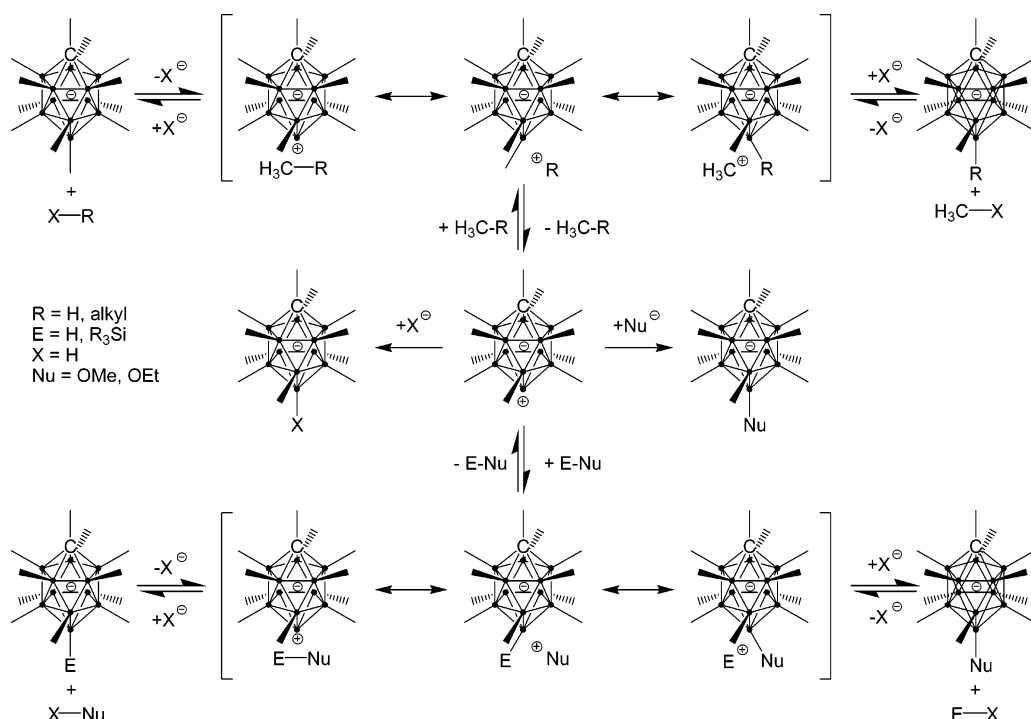 C C C C C
-X⊖ +X⊖
⊖ ⊖ ⊖ ⊖ ⊖
+X⊖ -X⊖
⊕
H₃C—R ⊕R H₃C⊕ R R
+ +
X—R H₃C—X
+ H₃C-R - H₃C-R
C C C
R = H, alkyl
E = H, R₃Si
X = H
Nu = OMe, OEt
+X⊖ +Nu⊖
⊖ ⊖ ⊖
⊕
X Nu
- E-Nu + E-Nu
C C C C C
-X⊖ +X⊖
⊖ ⊖ ⊖ ⊖ ⊖
+X⊖ -X⊖
⊕
E E—Nu E ⊕Nu E⊕ Nu Nu
+ +
X—Nu E—X